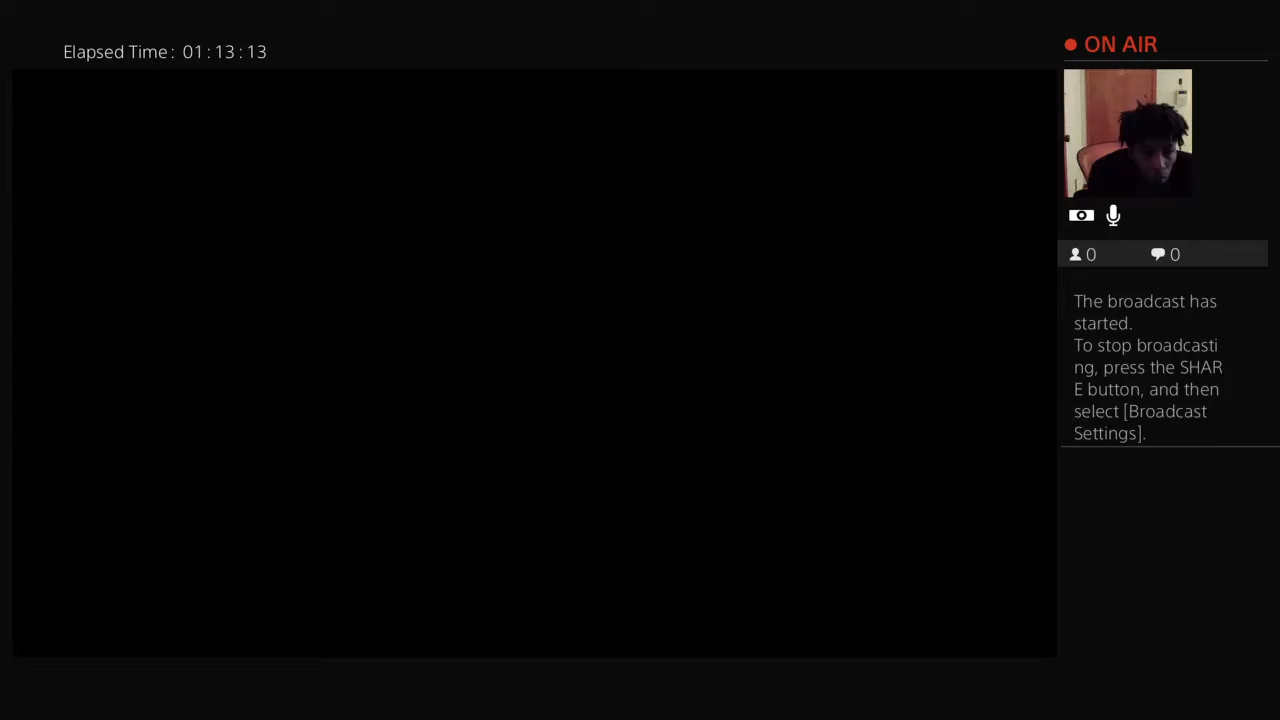 Elapsed Time: 01:13:13
ON AIR
0 0
The broadcast has
started.
To stop broadcasti
ng, press the SHAR
E button, and then
select [Broadcast
Settings].